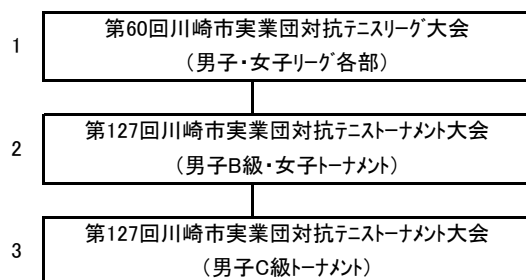 1
第60回川崎市実業団対抗ﾃﾆｽﾘｰｸﾞ大会
（男子・女子ﾘｰｸﾞ各部）
2
第127回川崎市実業団対抗ﾃﾆｽﾄｰﾅﾒﾝﾄ大会
（男子B級・女子ﾄｰﾅﾒﾝﾄ）
3
第127回川崎市実業団対抗ﾃﾆｽﾄｰﾅﾒﾝﾄ大会
（男子C級ﾄｰﾅﾒﾝﾄ）